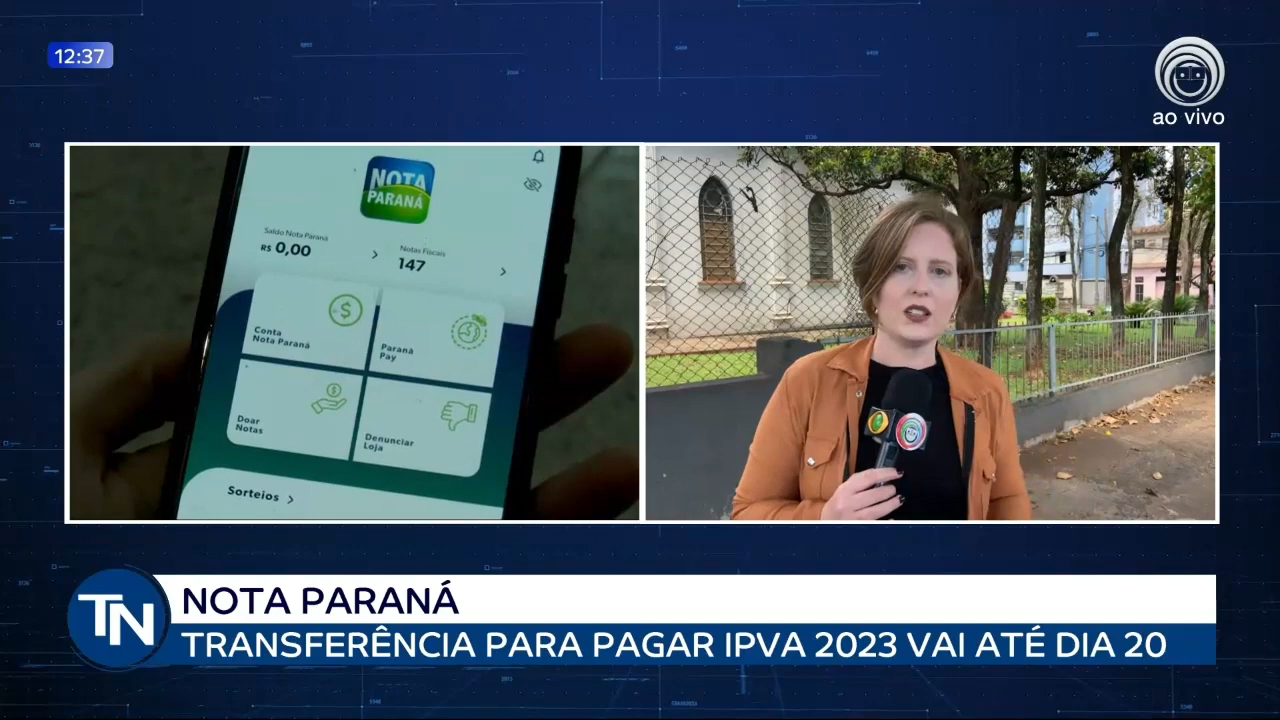 12:37
ao vivo
NOTA
PARANÁ
Saldo Nota Paraná
R$ 0,00
Notas Fiscais
147
Conta
Nota Paraná
Paraná
Pay
Doar
Notas
Denunciar
Loja
Sorteios
TN
NOTA PARANÁ
TRANSFERÊNCIA PARA PAGAR IPVA 2023 VAI ATÉ DIA 20